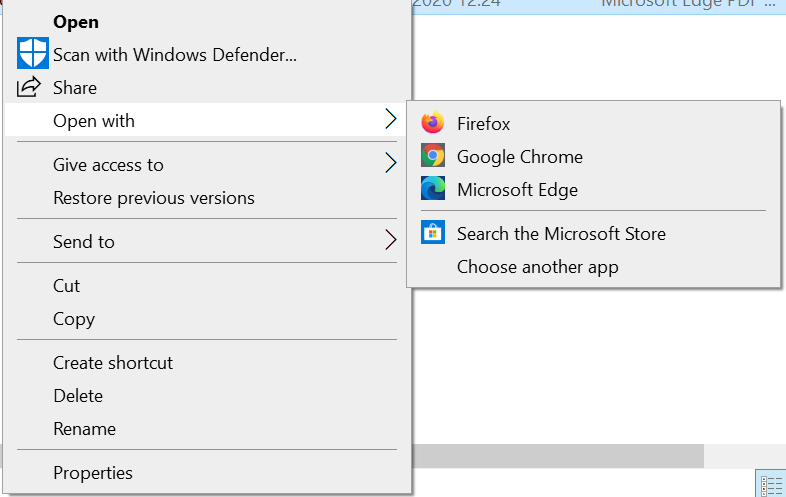 2020 12:24 Microsoft Edge PDF ...
Open
Scan with Windows Defender...
Share
Open with
Give access to
Restore previous versions
Send to
Cut
Copy
Create shortcut
Delete
Rename
Properties
Firefox
Google Chrome
Microsoft Edge
Search the Microsoft Store
Choose another app